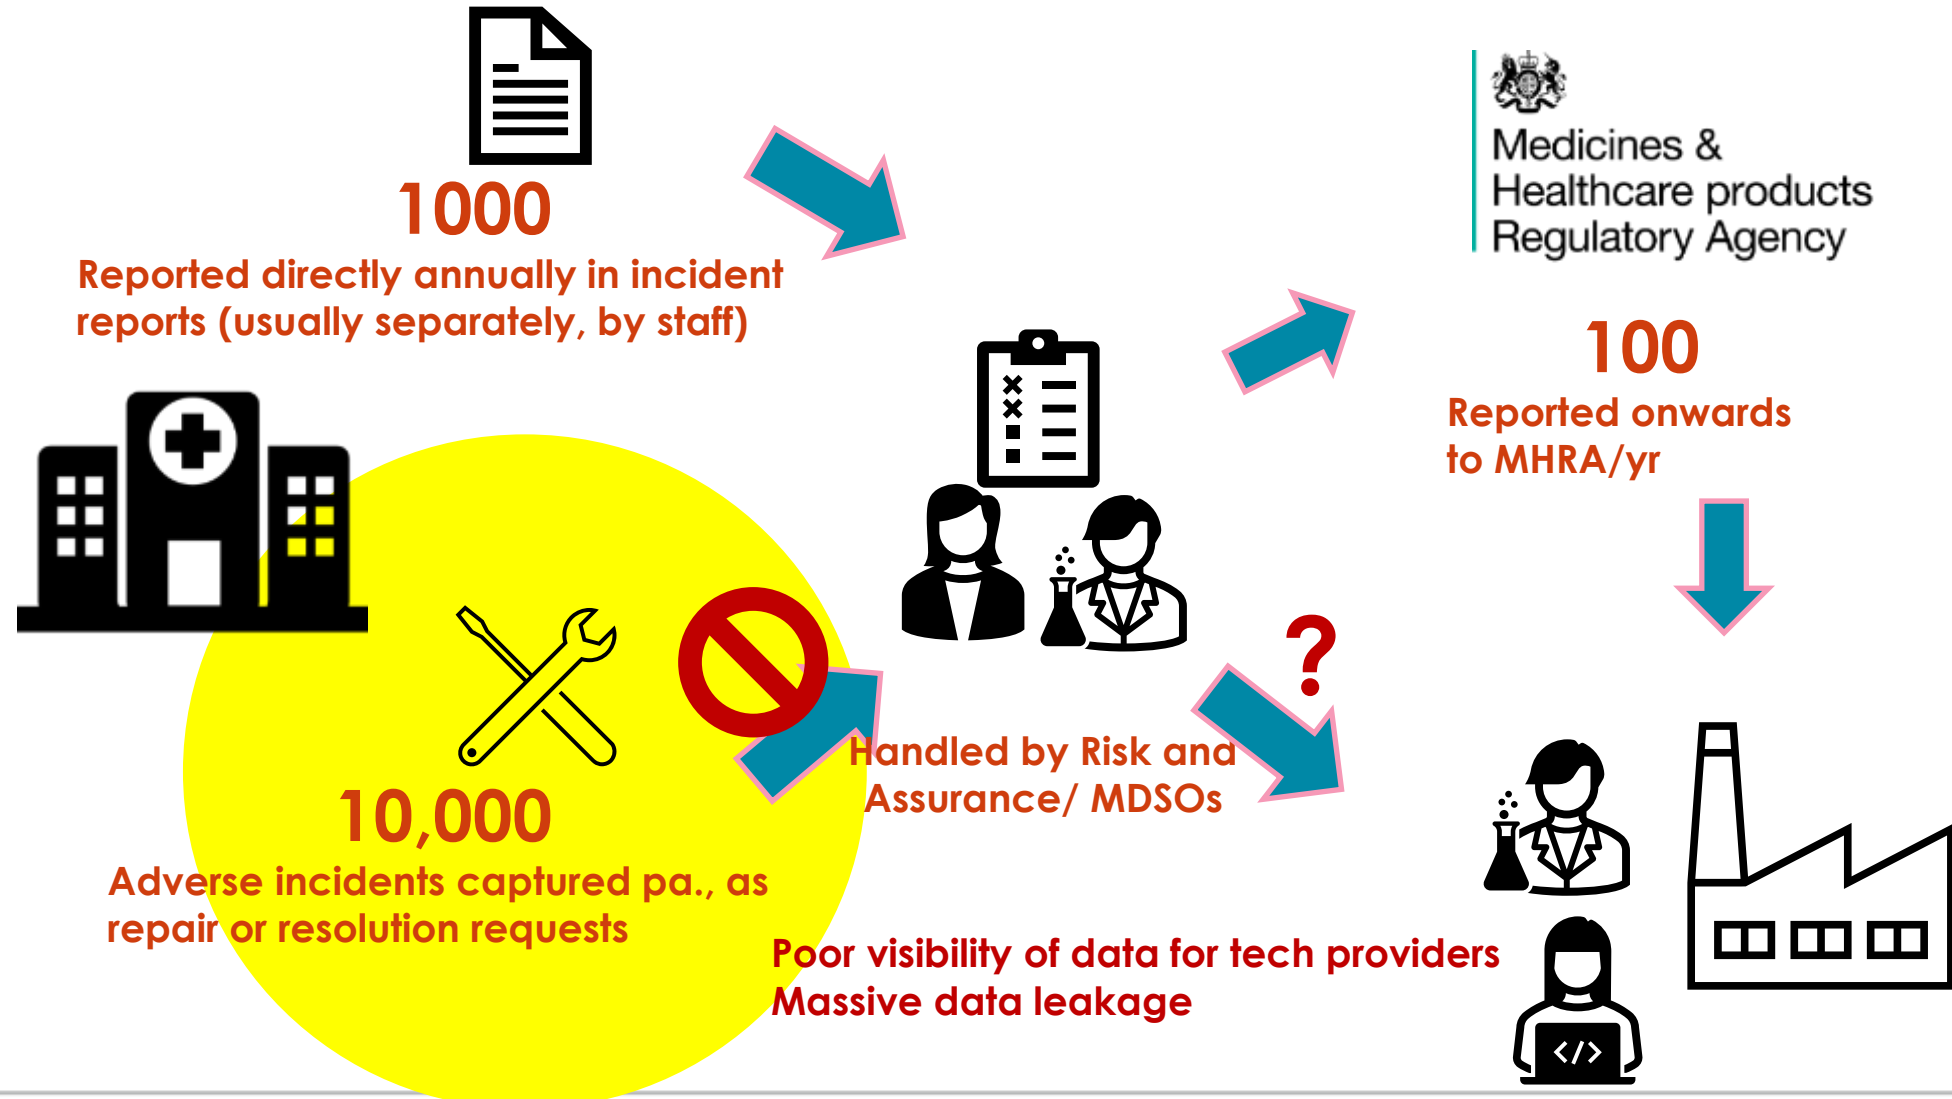 1000
Reported directly annually in incident
reports (usually separately, by staff)
Medicines &
Healthcare products
Regulatory Agency
100
Reported onwards
to MHRA/yr
?
Handled by Risk and
Assurance/ MDSOs
10,000
Adverse incidents captured pa., as
repair or resolution requests
Poor visibility of data for tech providers
Massive data leakage
</>